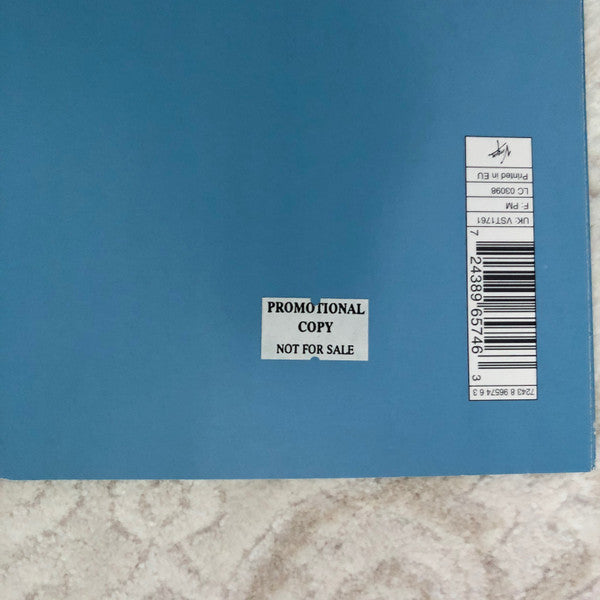 PROMOTIONAL
COPY
NOT FOR SALE
Virgin
Printed in EU
LC 03098
F: PM
UK: VST1761
7 24389 65746 3
7243 8 96574 6 3